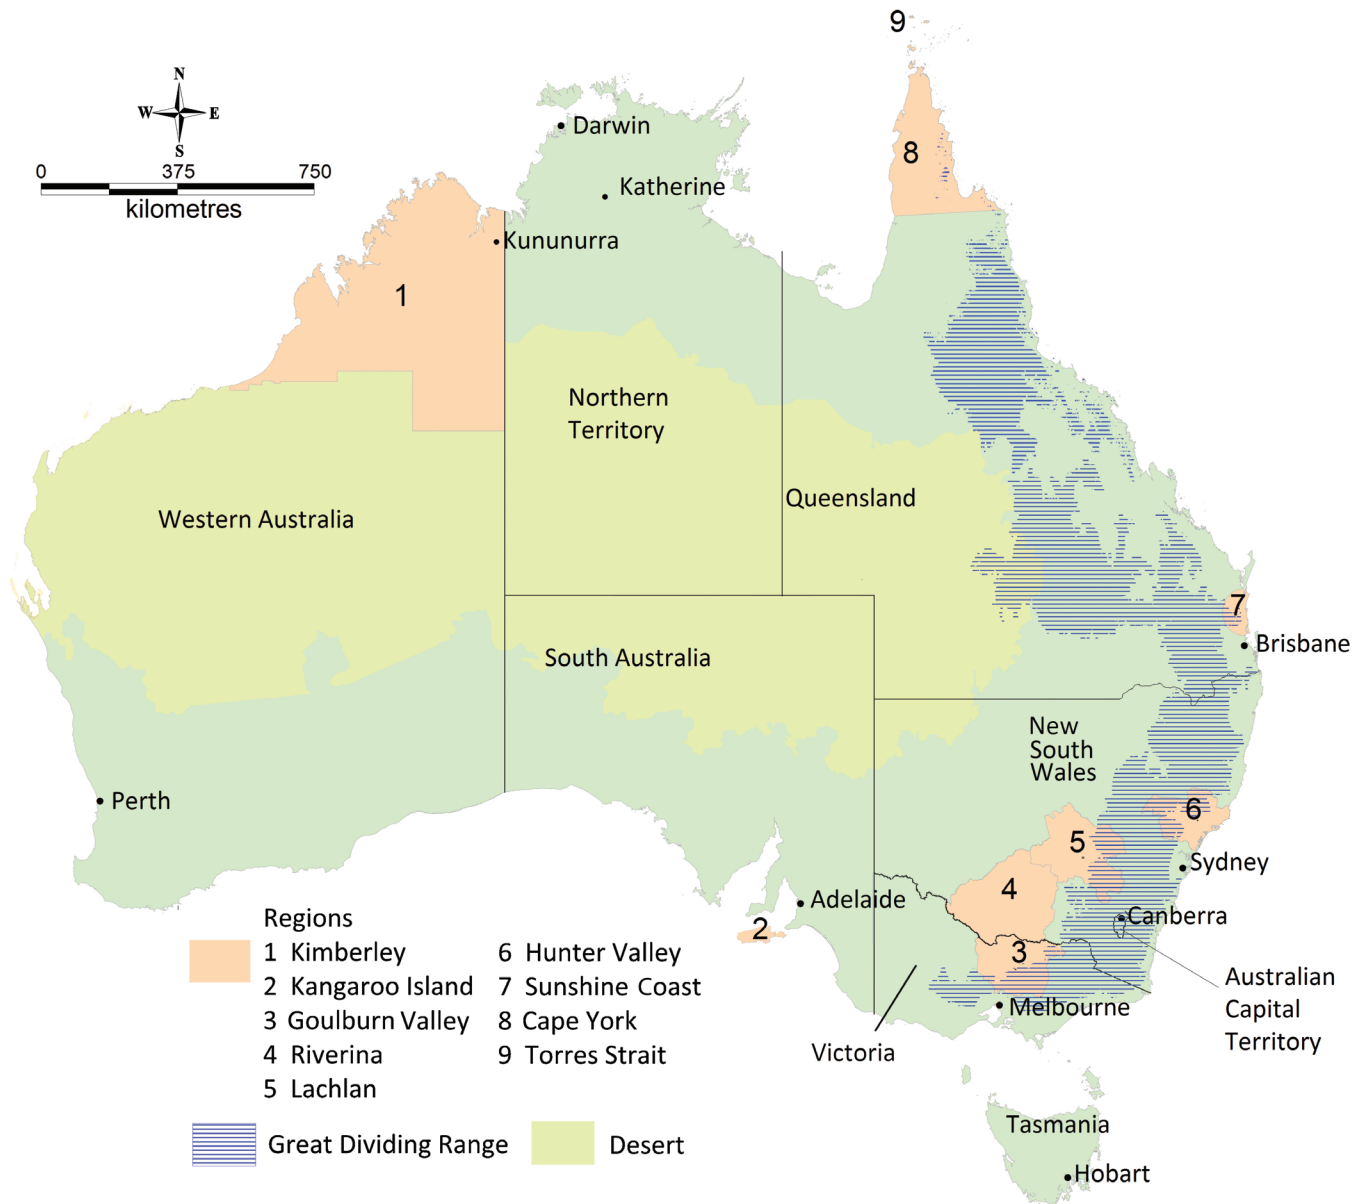 9
N
W
E
S
0
375
750
kilometres
Darwin
8
Katherine
Kununurra
1
Northern
Territory
Queensland
Western Australia
7
Brisbane
South Australia
New
South
Wales
Perth
6
5
Sydney
4
Adelaide
Canberra
2
3
Melbourne
Victoria
Australian
Capital
Territory
Tasmania
Hobart
Regions
1 Kimberley
2 Kangaroo Island
3 Goulburn Valley
4 Riverina
5 Lachlan
6 Hunter Valley
7 Sunshine Coast
8 Cape York
9 Torres Strait
Great Dividing Range
Desert